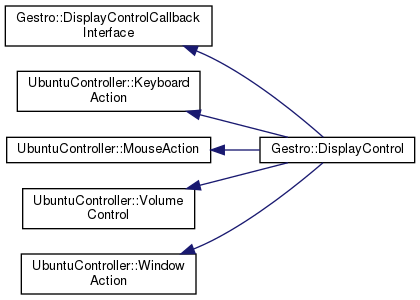 Gestro::DisplayControlCallback
Interface
UbuntuController::Keyboard
Action
UbuntuController::MouseAction
Gestro::DisplayControl
UbuntuController::Volume
Control
UbuntuController::Window
Action